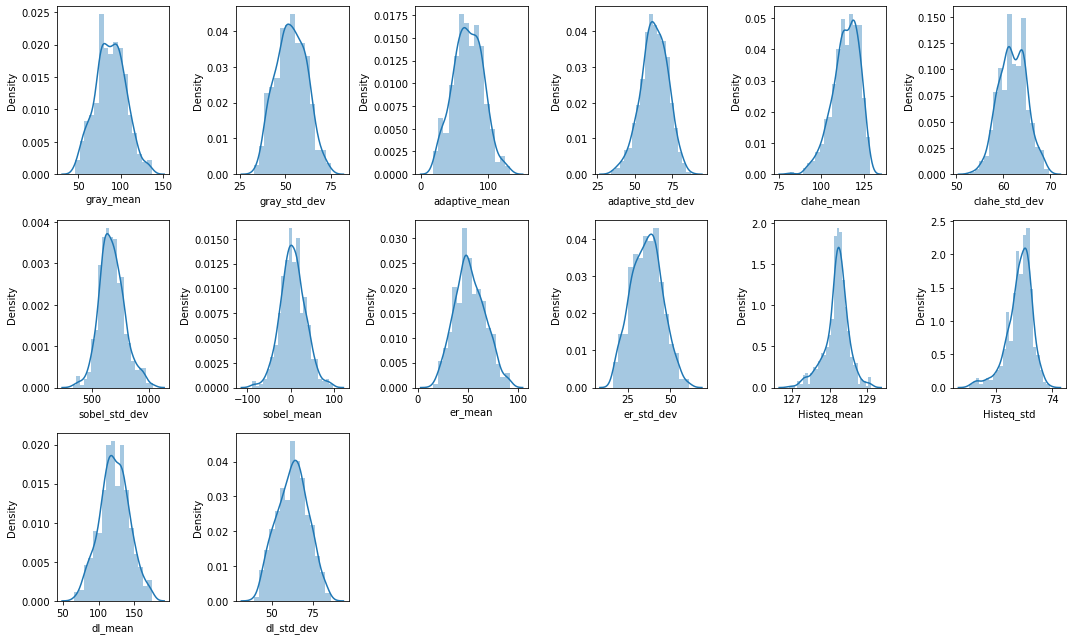 0.025
0.020
0.015
0.010
0.005
0.000
Density
50 100 150
gray_mean
0.04
0.03
0.02
0.01
0.00
Density
25 50 75
gray_std_dev
0.0175
0.0150
0.0125
0.0100
0.0075
0.0050
0.0025
0.0000
Density
0 100
adaptive_mean
0.04
0.03
0.02
0.01
0.00
Density
25 50 75
adaptive_std_dev
0.05
0.04
0.03
0.02
0.01
0.00
Density
75 100 125
clahe_mean
0.150
0.125
0.100
0.075
0.050
0.025
0.000
Density
50 60 70
clahe_std_dev
0.004
0.003
0.002
0.001
0.000
Density
500 1000
sobel_std_dev
0.0150
0.0125
0.0100
0.0075
0.0050
0.0025
0.0000
Density
−100 0 100
sobel_mean
0.030
0.025
0.020
0.015
0.010
0.005
0.000
Density
0 50 100
er_mean
0.04
0.03
0.02
0.01
0.00
Density
25 50
er_std_dev
2.0
1.5
1.0
0.5
0.0
Density
127 128 129
Histeq_mean
2.5
2.0
1.5
1.0
0.5
0.0
Density
73 74
Histeq_std
0.020
0.015
0.010
0.005
0.000
Density
50 100 150
dl_mean
0.04
0.03
0.02
0.01
0.00
Density
50 75
dl_std_dev